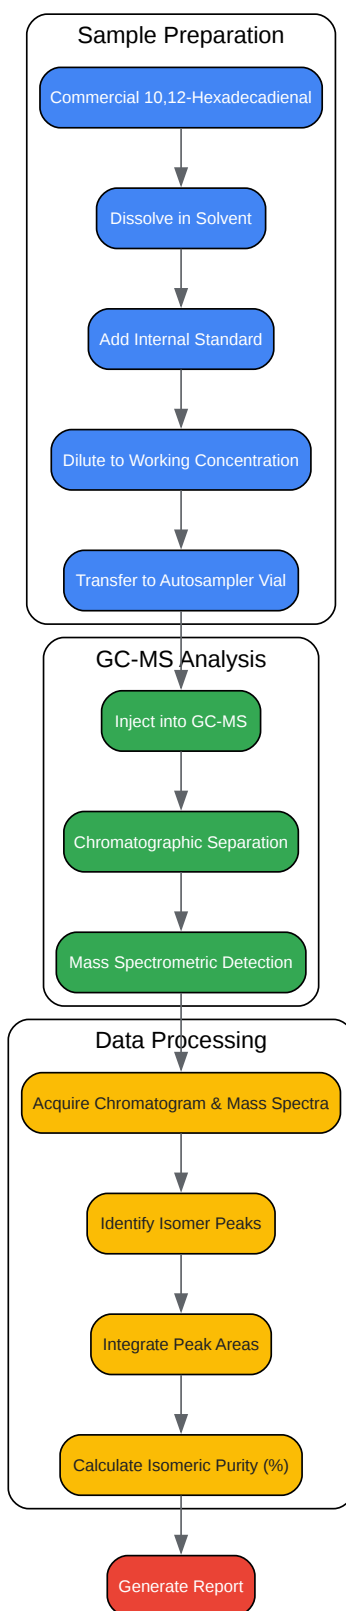 Sample Preparation
Commercial 10,12-Hexadecadienal
Dissolve in Solvent
Add Internal Standard
Dilute to Working Concentration
Transfer to Autosampler Vial
GC-MS Analysis
Inject into GC-MS
Chromatographic Separation
Mass Spectrometric Detection
Data Processing
Acquire Chromatogram & Mass Spectra
Identify Isomer Peaks
Integrate Peak Areas
Calculate Isomeric Purity (%)
Generate Report